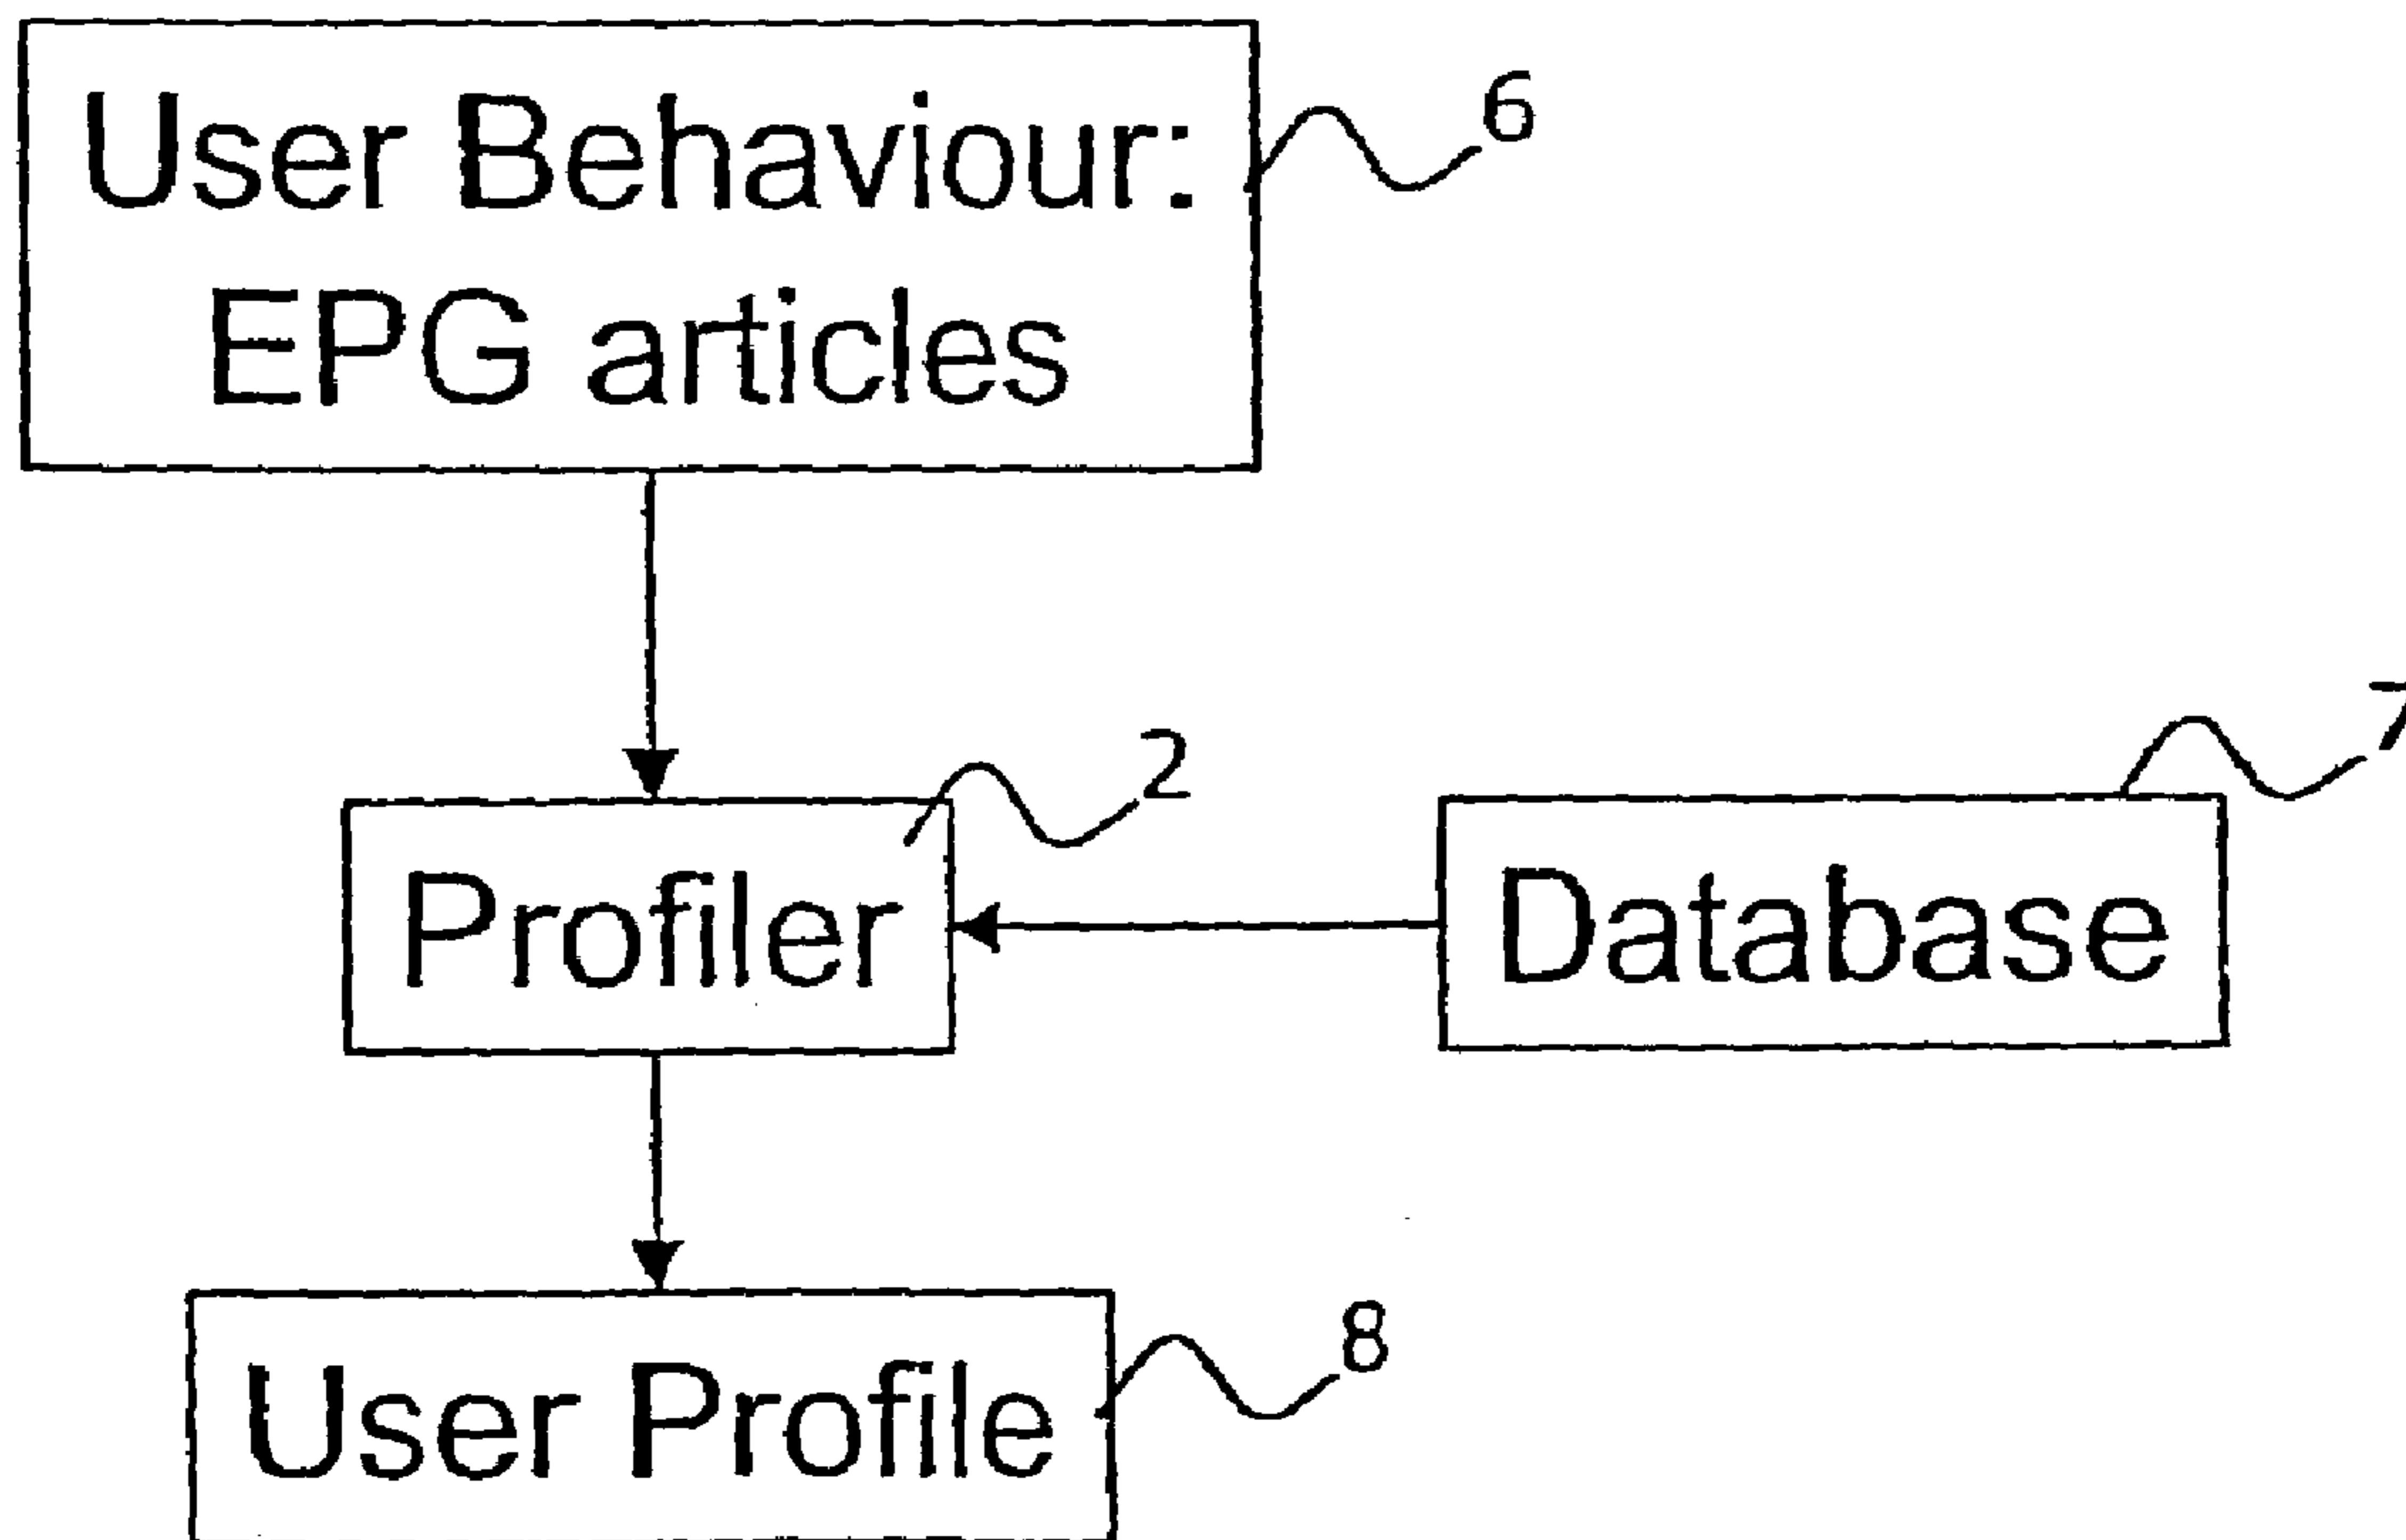 User Behaviour:
EPG articles
6
2
7
Profiler
Database
8
User Profile